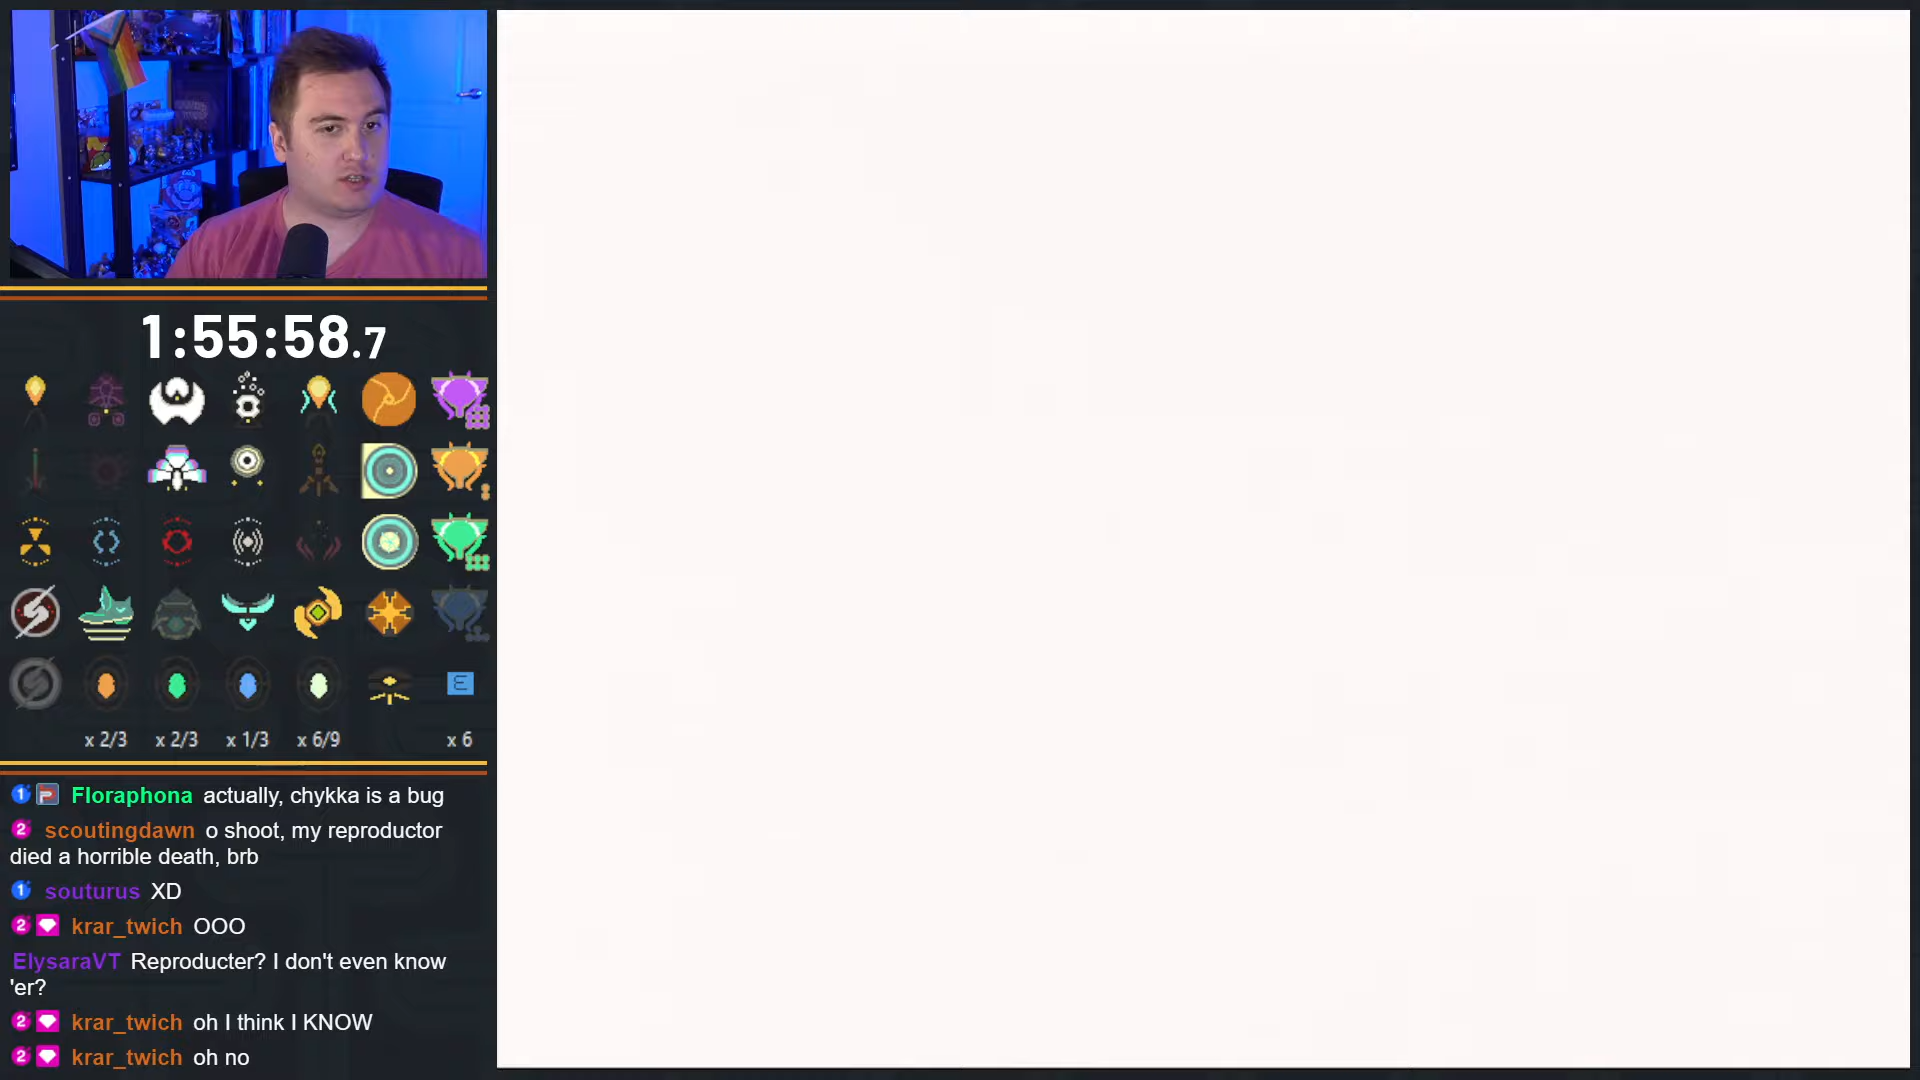 1:55:58.7
x 2/3 x 2/3 x 1/3 x 6/9 x 6
Floraphona actually, chykka is a bug
scoutingdawn o shoot, my reproductor
died a horrible death, brb
souturus XD
krar_twich OOO
ElysaraVT Reproducter? I don't even know
'er?
krar_twich oh I think I KNOW
krar_twich oh no